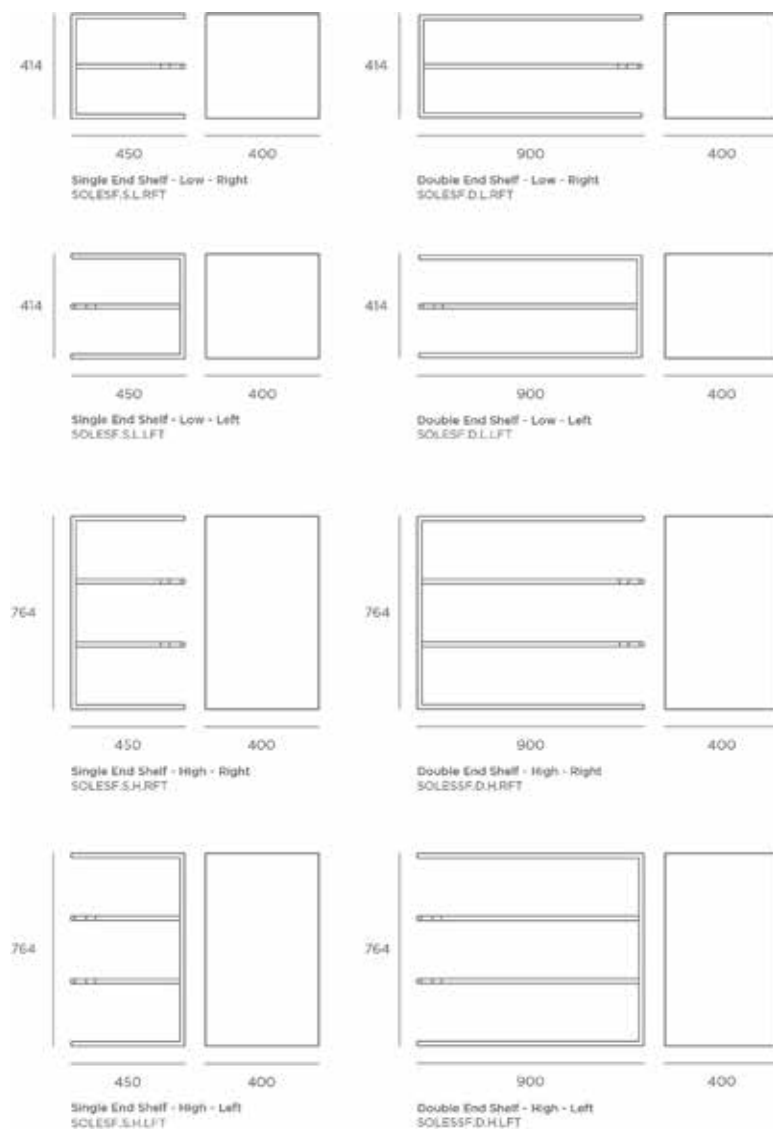 414
414
450
400
900
400
Single End Shelf - Low - Right
SOLESF.S.L.RFT
Double End Shelf - Low - Right
SOLESF.D.L.RFT
414
414
450
400
900
400
Single End Shelf - Low - Left
SOLESF.S.L.LFT
Double End Shelf - Low - Left
SOLESF.D.L.LFT
764
764
450
400
900
400
Single End Shelf - High - Right
SOLESF.S.H.RFT
Double End Shelf - High - Right
SOLESSF.D.H.RFT
764
764
450
400
900
400
Single End Shelf - High - Left
SOLESF.S.H.LFT
Double End Shelf - High - Left
SOLESSF.D.H.LFT